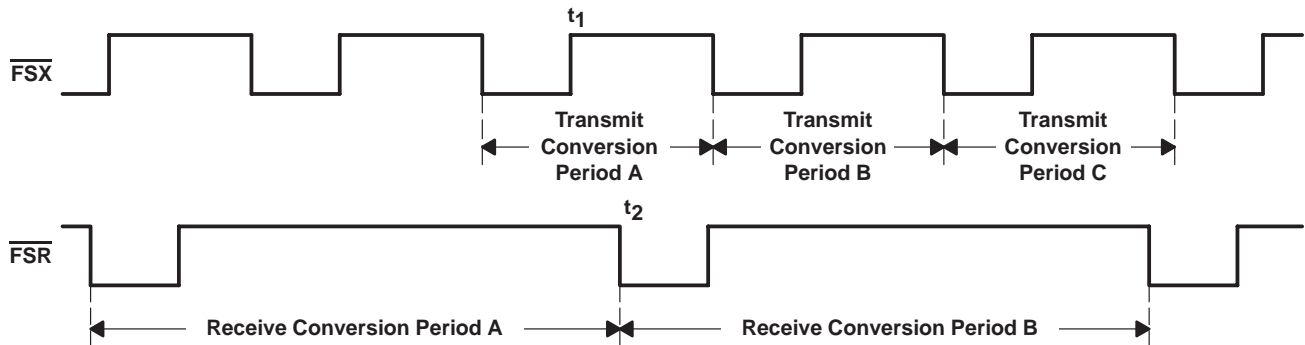 t1
FSX
Transmit Conversion Period A
Transmit Conversion Period B
Transmit Conversion Period C
t2
FSR
Receive Conversion Period A
Receive Conversion Period B